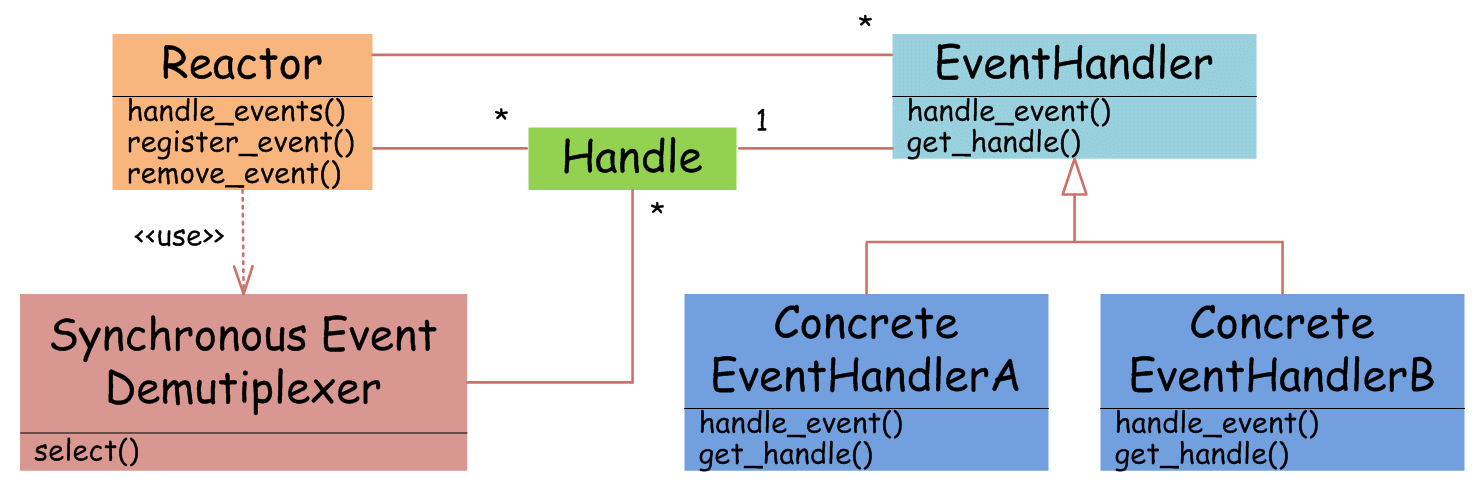 Reactor
handle_events()
register_event()
remove_event()
*
EventHandler
handle_event()
get_handle()
*
1
Handle
*
<<use>>
Synchronous Event
Demutiplexer
select()
Concrete
EventHandlerA
handle_event()
get_handle()
Concrete
EventHandlerB
handle_event()
get_handle()